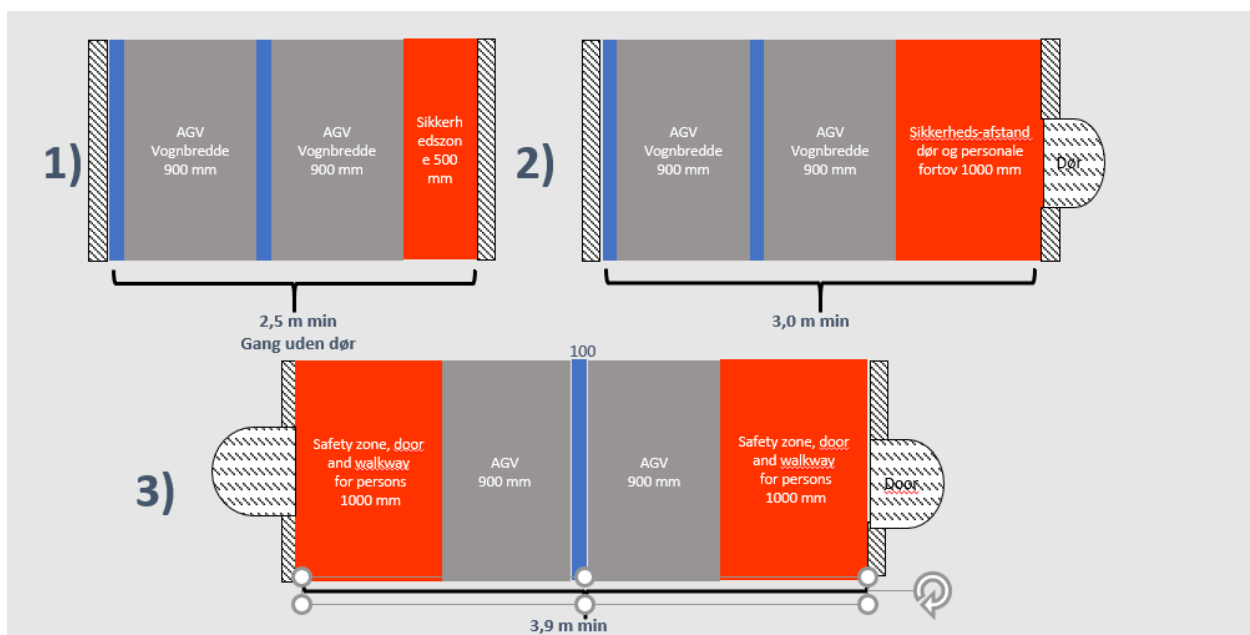 1)
AGV
Vognbredde
900 mm
AGV
Vognbredde
900 mm
Sikkerh
edszon
e 500
mm
2,5 m min
Gang uden dør
2)
AGV
Vognbredde
900 mm
AGV
Vognbredde
900 mm
Sikkerheds-afstand
dør og personale
fortov 1000 mm
Dør
3,0 m min
3)
100
Safety zone, door
and walkway
for persons
1000 mm
AGV
900 mm
AGV
900 mm
Safety zone, door
and walkway
for persons
1000 mm
Door
3,9 m min